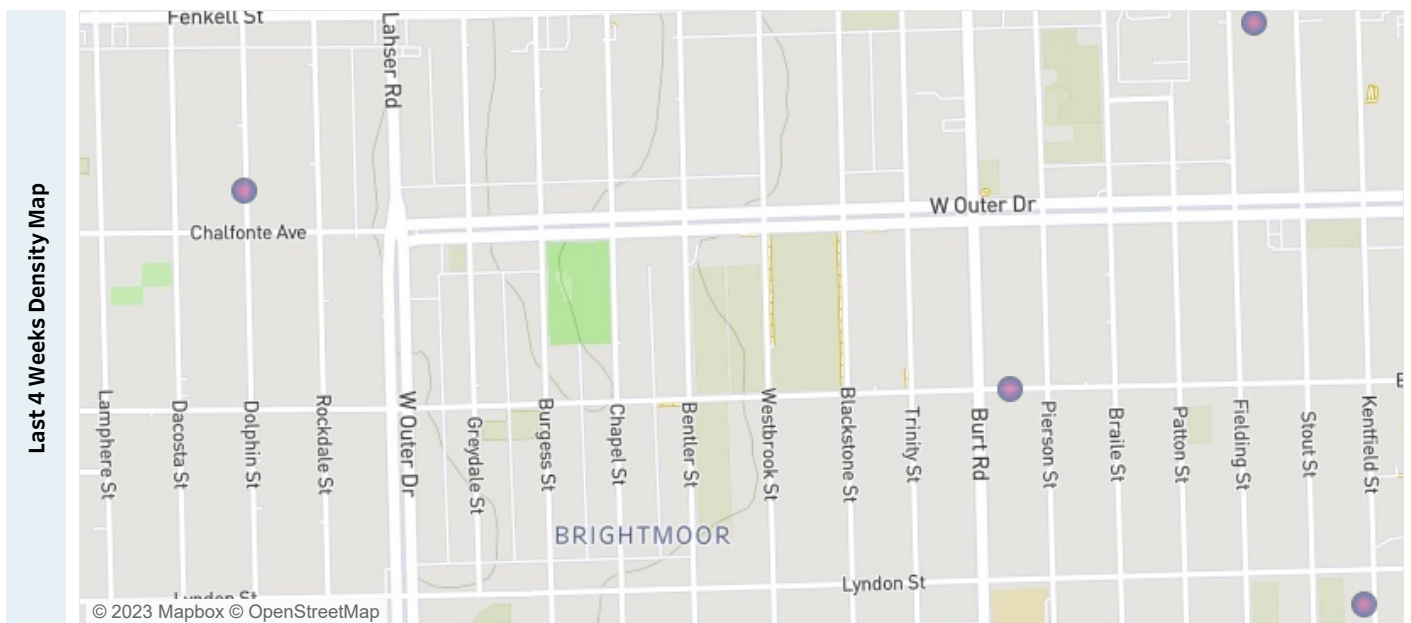 Last 4 Weeks Density Map
Fenkell St
Lahser Rd
W Outer Dr
Chalfonte Ave
Lamphere St
Dacosta St
Dolphin St
Rockdale St
W Outer Dr
Greydale St
Burgess St
Chapel St
Bentler St
Westbrook St
Blackstone St
Trinity St
Burt Rd
Pierson St
Braile St
Patton St
Fielding St
Stout St
Kentfield St
BRIGHTMOOR
Lyndon St
Lyndon St
© 2023 Mapbox © OpenStreetMap